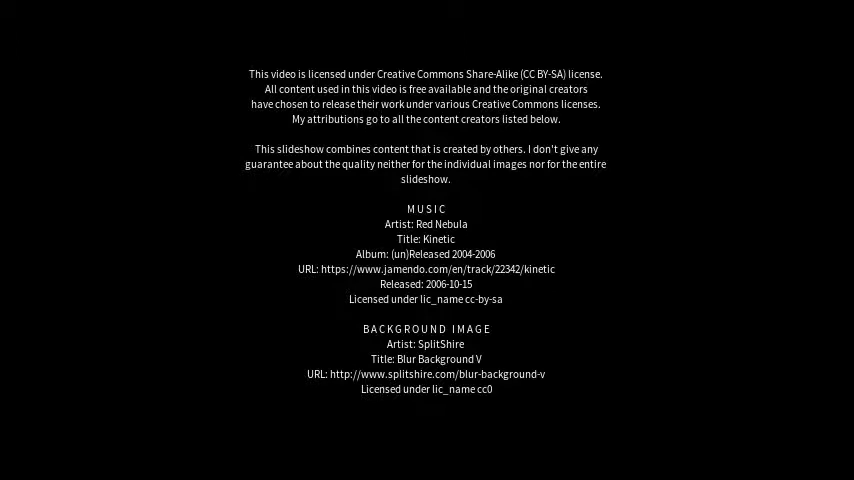 This video is licensed under Creative Commons Share-Alike (CC BY-SA) license.
All content used in this video is free available and the original creators
have chosen to release their work under various Creative Commons licenses.
My attributions go to all the content creators listed below.
This slideshow combines content that is created by others. I don't give any
guarantee about the quality neither for the individual images nor for the entire
slideshow.
MUSIC
Artist: Red Nebula
Title: Kinetic
Album: (un)Released 2004-2006
URL: https://www.jamendo.com/en/track/22342/kinetic
Released: 2006-10-15
Licensed under lic_name cc-by-sa
BACKGROUND IMAGE
Artist: SplitShire
Title: Blur Background V
URL: http://www.splitshire.com/blur-background-v
Licensed under lic_name cc0